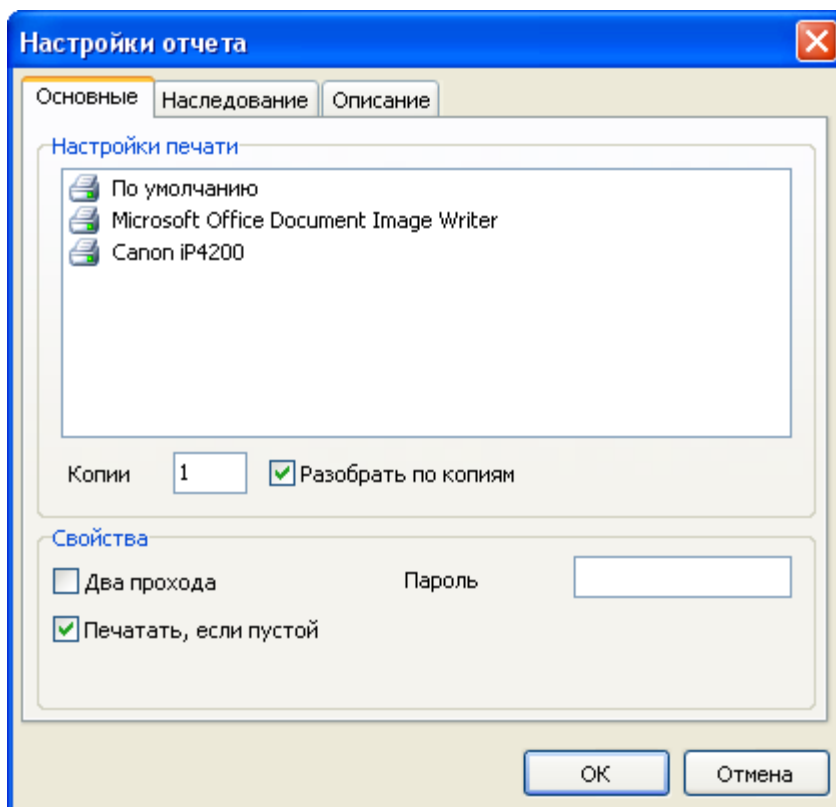 Настройки отчета
Основные Наследование Описание
Настройки печати
По умолчанию
Microsoft Office Document Image Writer
Canon iP4200
Копии 1 Разобрать по копиям
Свойства
Два прохода Пароль
Печатать, если пустой
ОК Отмена